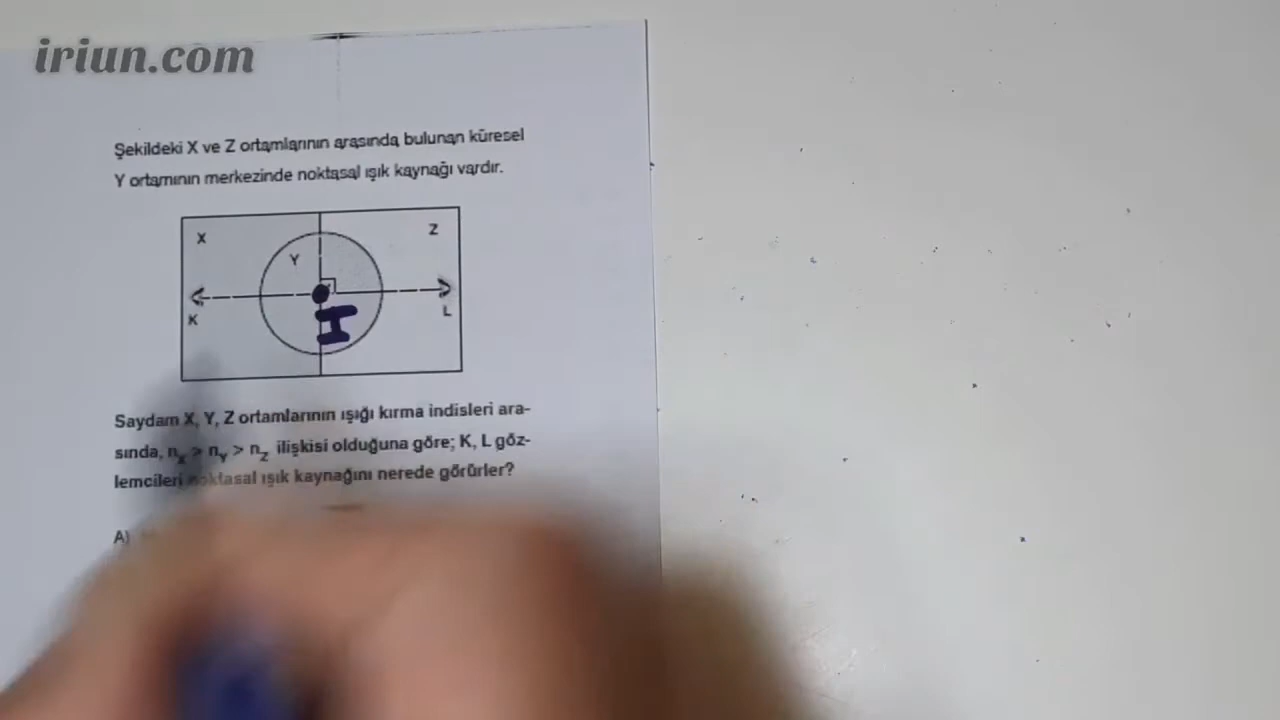 iriun.com
Şekildeki X ve Z ortamlarının arasında bulunan küresel
Y ortamının merkezinde noktasal ışık kaynağı vardır.
X
Z
Y
K
L
I
Saydam X, Y, Z ortamlarının ışığı kırma indisleri ara-
sında, nX > nY > nZ ilişkisi olduğuna göre; K, L göz-
lemcileri noktasal ışık kaynağını nerede görürler?
A)